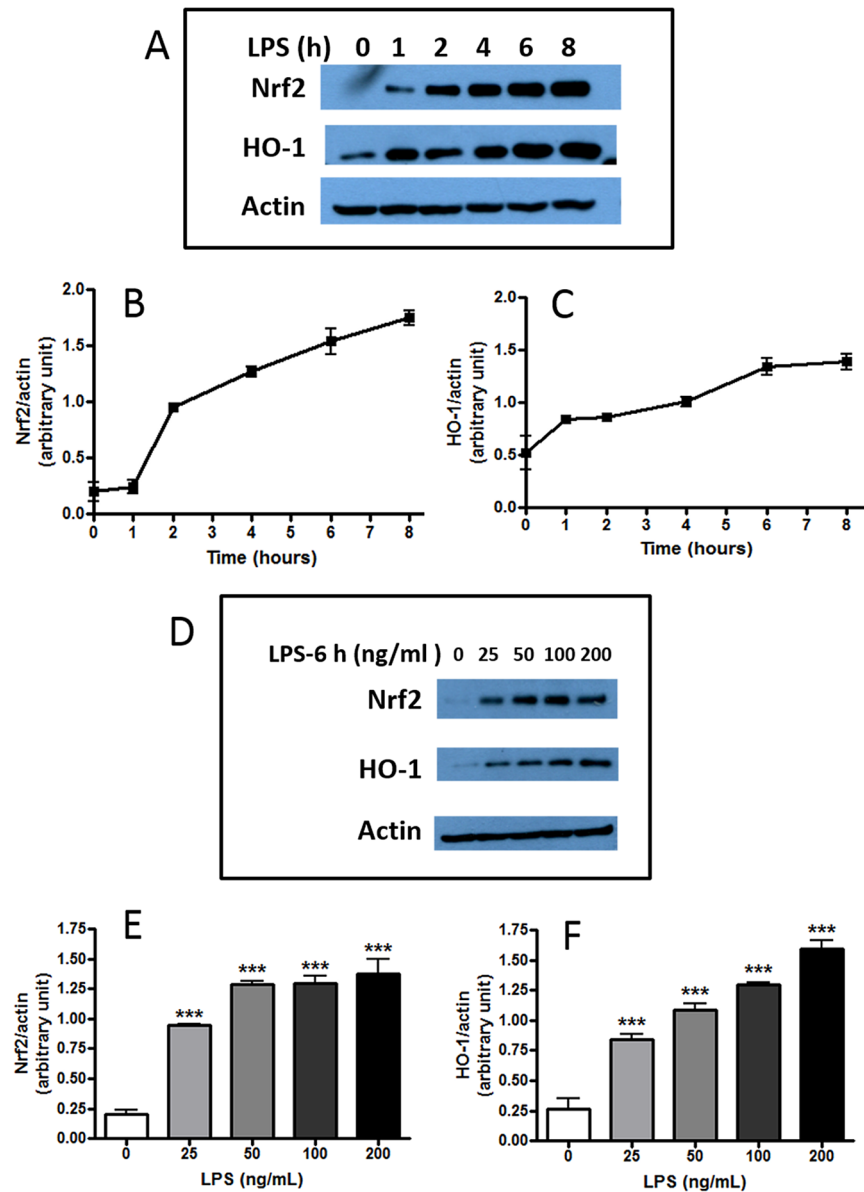 A
LPS (h) 0 1 2 4 6 8
Nrf2
HO-1
Actin
B
Nrf2/actin
(arbitrary unit)
2.0
1.5
1.0
0.5
0.0
0 1 2 3 4 5 6 7 8
Time (hours)
C
HO-1/actin
(arbitrary unit)
2.0
1.5
1.0
0.5
0.0
0 1 2 3 4 5 6 7 8
Time (hours)
D
LPS-6 h (ng/ml ) 0 25 50 100 200
Nrf2
HO-1
Actin
E
Nrf2/actin
(arbitrary unit)
1.75
1.50
1.25
1.00
0.75
0.50
0.25
0.00
*** *** *** ***
0 25 50 100 200
LPS (ng/mL)
F
HO-1/actin
(arbitrary unit)
1.75
1.50
1.25
1.00
0.75
0.50
0.25
0.00
*** *** *** ***
0 25 50 100 200
LPS (ng/mL)